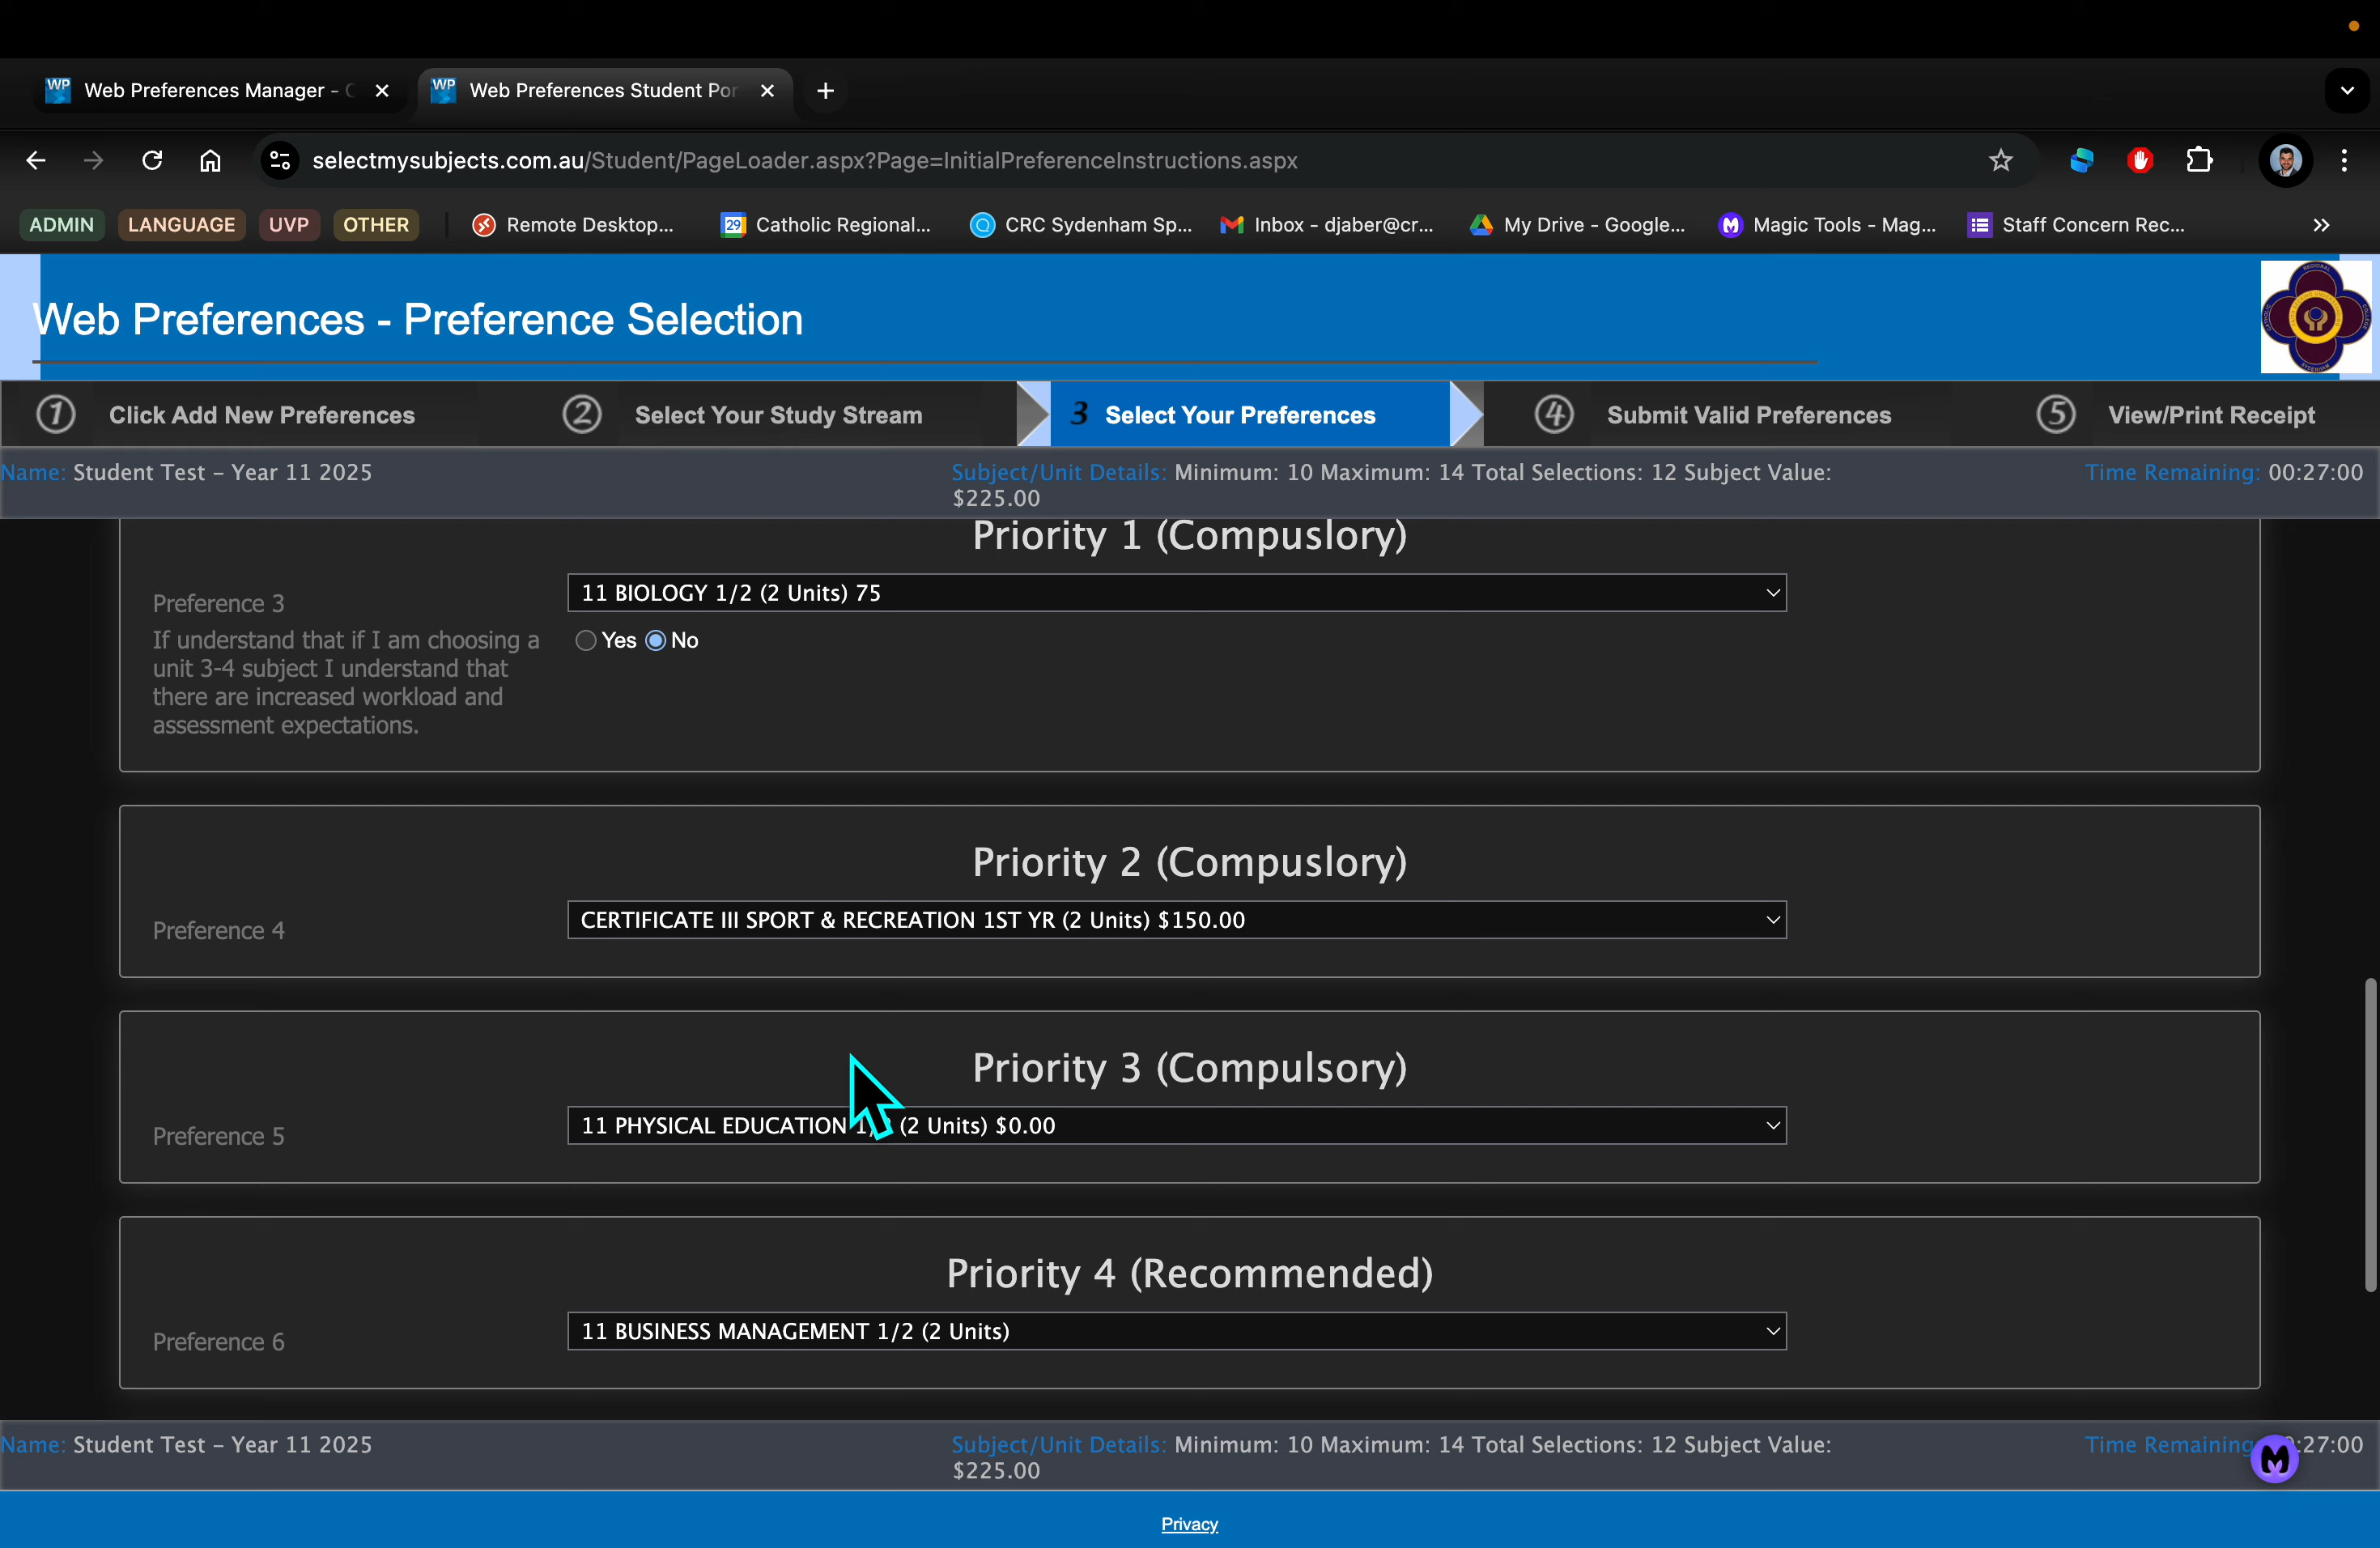 Web Preferences Manager - 
Web Preferences Student Por
selectmysubjects.com.au/Student/PageLoader.aspx?Page=InitialPreferenceInstructions.aspx
ADMIN LANGUAGE UVP OTHER Remote Desktop... Catholic Regional... CRC Sydenham Sp... Inbox - djaber@cr... My Drive - Google... Magic Tools - Mag... Staff Concern Rec... »
Web Preferences - Preference Selection
1 Click Add New Preferences 2 Select Your Study Stream 3 Select Your Preferences 4 Submit Valid Preferences 5 View/Print Receipt
Name: Student Test – Year 11 2025
Subject/Unit Details: Minimum: 10 Maximum: 14 Total Selections: 12 Subject Value:
$225.00
Time Remaining: 00:27:00
Priority 1 (Compuslory)
Preference 3
11 BIOLOGY 1/2 (2 Units) 75
If understand that if I am choosing a
unit 3-4 subject I understand that
there are increased workload and
assessment expectations.
Yes No
Priority 2 (Compuslory)
Preference 4
CERTIFICATE III SPORT & RECREATION 1ST YR (2 Units) $150.00
Priority 3 (Compulsory)
Preference 5
11 PHYSICAL EDUCATION (2 Units) $0.00
Priority 4 (Recommended)
Preference 6
11 BUSINESS MANAGEMENT 1/2 (2 Units)
Name: Student Test – Year 11 2025
Subject/Unit Details: Minimum: 10 Maximum: 14 Total Selections: 12 Subject Value:
$225.00
Time Remaining :27:00
Privacy